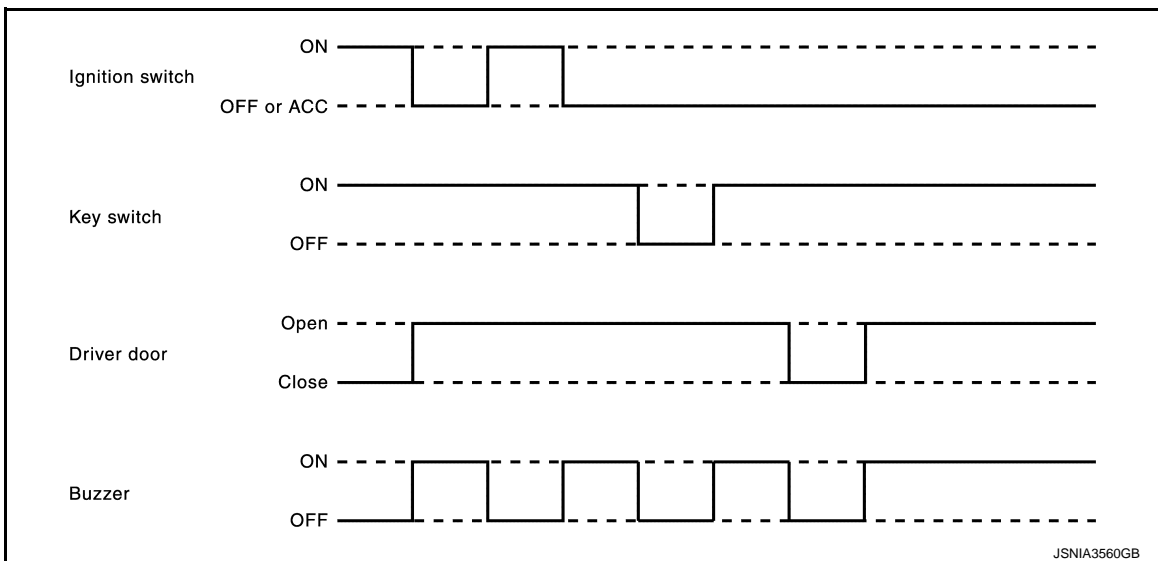 ON
Ignition switch
OFF or ACC
ON
Key switch
OFF
Open
Driver door
Close
ON
Buzzer
OFF
JSNIA3560GB